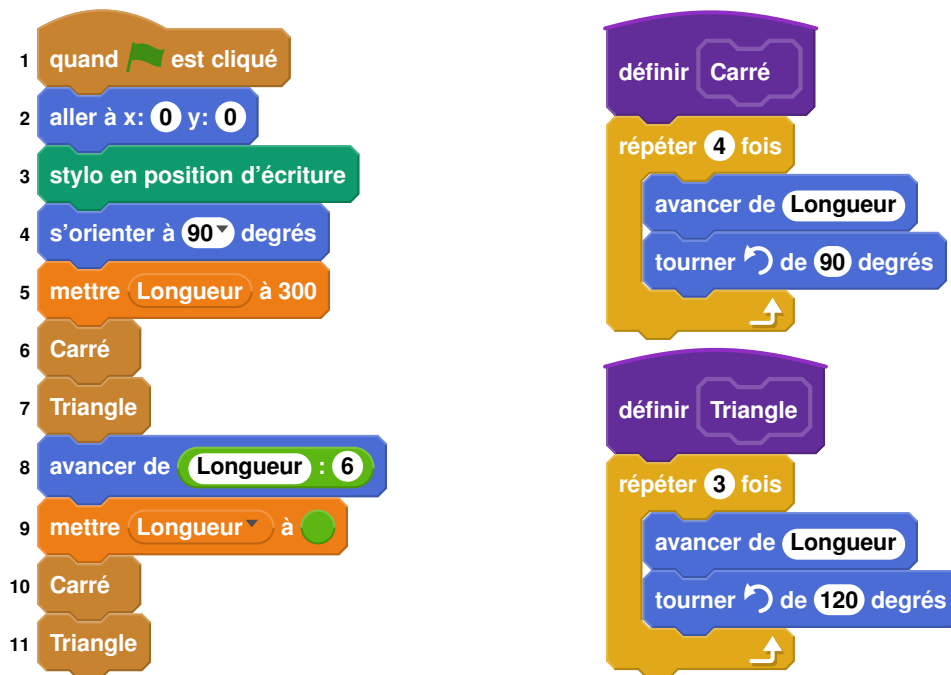 1 quand est cliqué
2 aller à x: 0 y: 0
3 stylo en position d’écriture
4 s’orienter à 90 degrés
5 mettre Longueur à 300
6 Carré
7 Triangle
8 avancer de Longueur : 6
9 mettre Longueur à
10 Carré
11 Triangle
définir Carré
répéter 4 fois
avancer de Longueur
tourner de 90 degrés
définir Triangle
répéter 3 fois
avancer de Longueur
tourner de 120 degrés